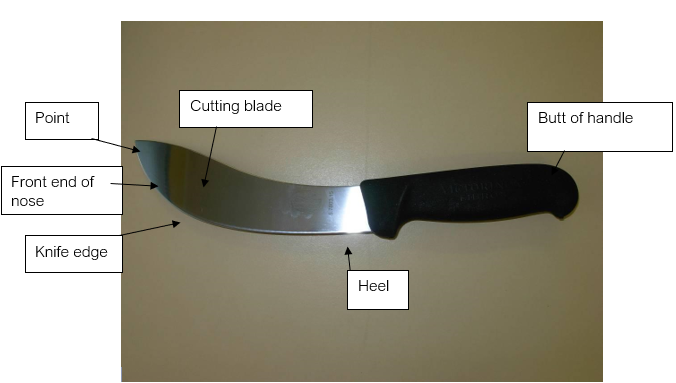 Cutting blade
Point
Butt of handle
Front end of
nose
Knife edge
Heel